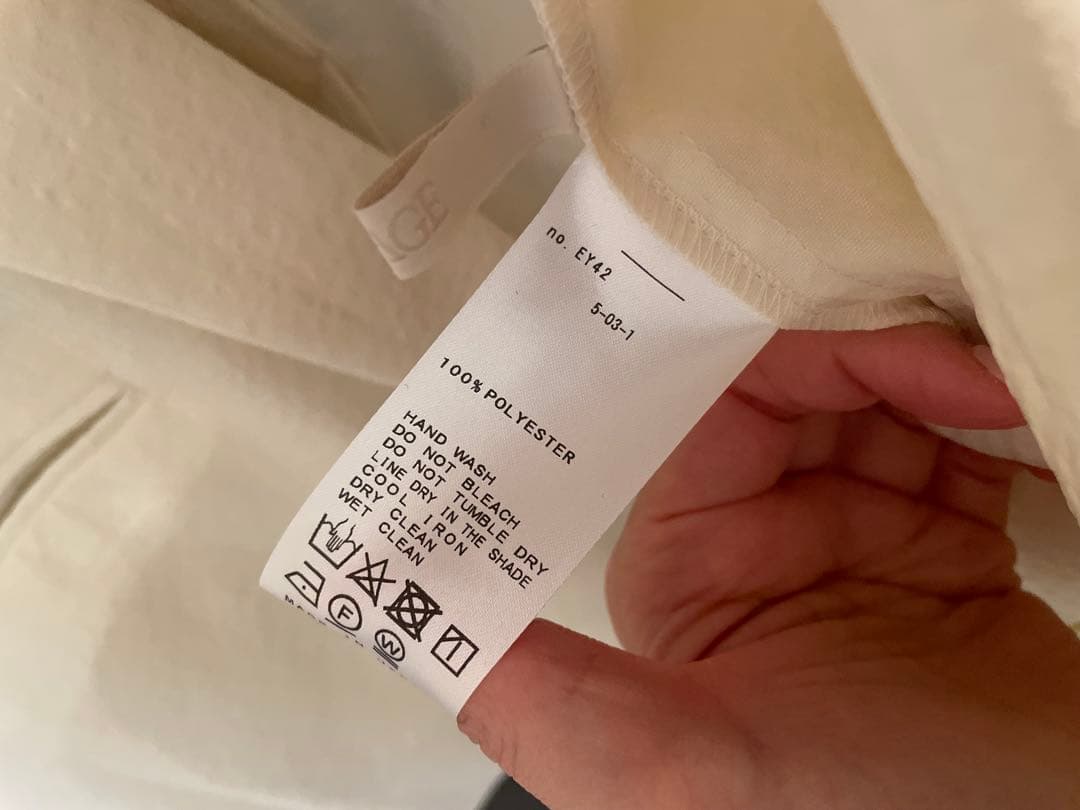 GE
no. EY42
5-03-1
100% POLYESTER
HAND WASH
DO NOT BLEACH
DO NOT TUMBLE DRY
LINE DRY IN THE SHADE
COOL IRON
DRY CLEAN
WET CLEAN
F
W